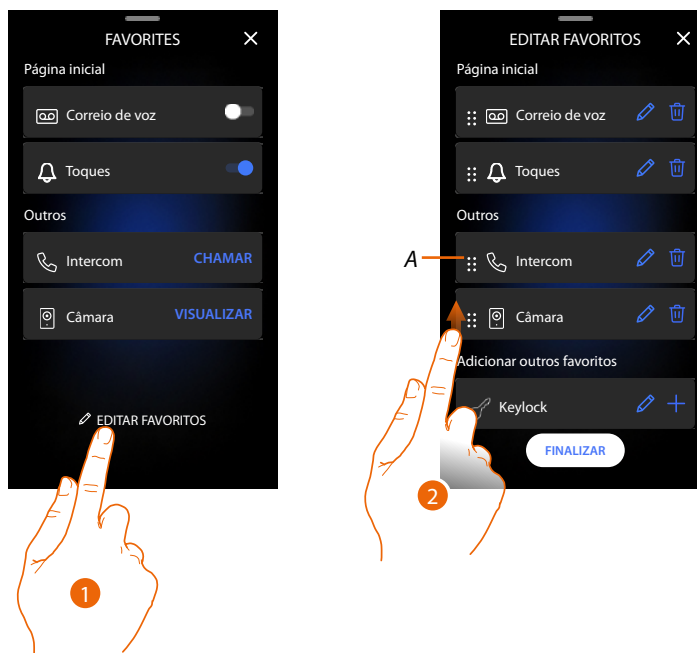 FAVORITES
Página inicial
Correio de voz
Toques
Outros
Intercom CHAMAR
Câmara VISUALIZAR
EDITAR FAVORITOS
1
EDITAR FAVORITOS
Página inicial
Correio de voz
Toques
Outros
A
Intercom
Câmara
Adicionar outros favoritos
Keylock
FINALIZAR
2